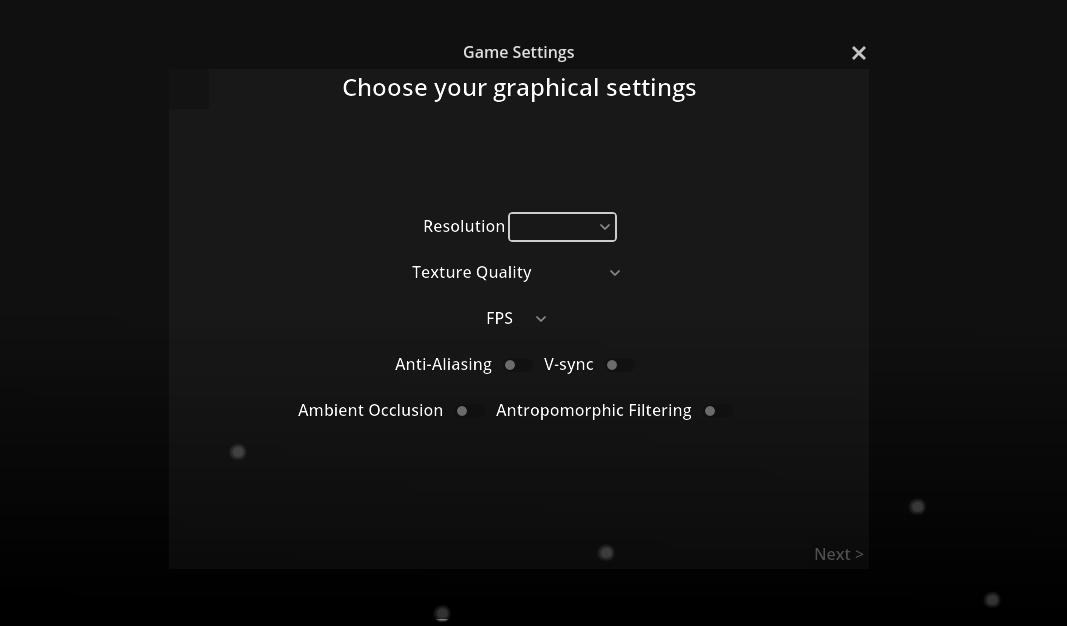 Game Settings
Choose your graphical settings
Resolution
Texture Quality
FPS
Anti-Aliasing V-sync
Ambient Occlusion Antropomorphic Filtering
Next >